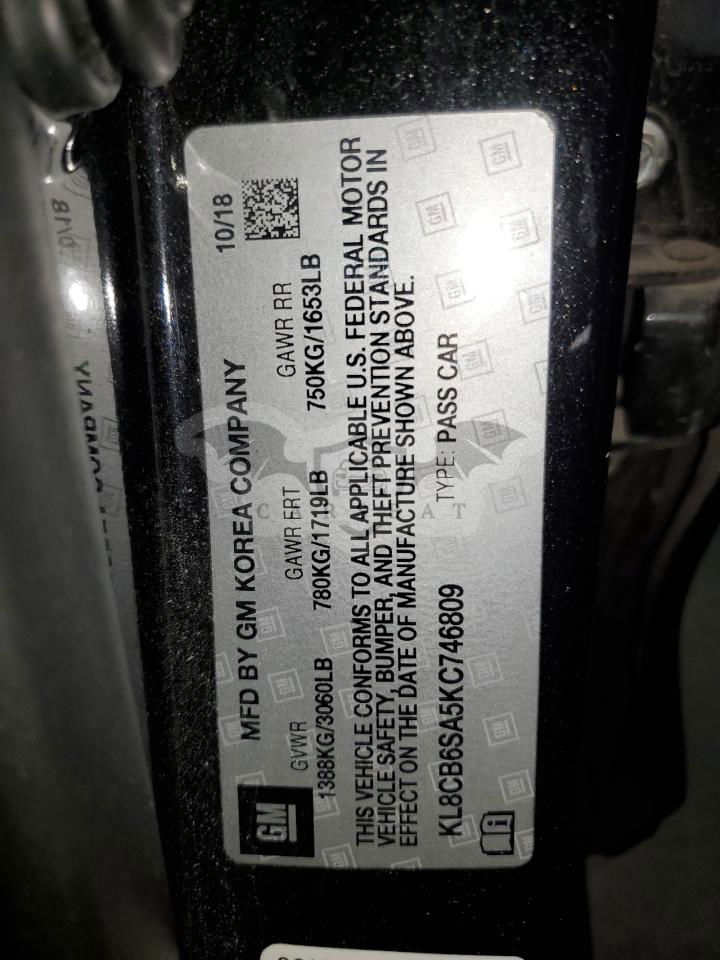 MFD BY GM KOREA COMPANY 10/18
GM
GVWR GAWR FRT GAWR RR
1388KG/3060LB 780KG/1719LB 750KG/1653LB
THIS VEHICLE CONFORMS TO ALL APPLICABLE U.S. FEDERAL MOTOR
VEHICLE SAFETY, BUMPER, AND THEFT PREVENTION STANDARDS IN
EFFECT ON THE DATE OF MANUFACTURE SHOWN ABOVE.
KL8CB6SA5KC746809 TYPE: PASS CAR